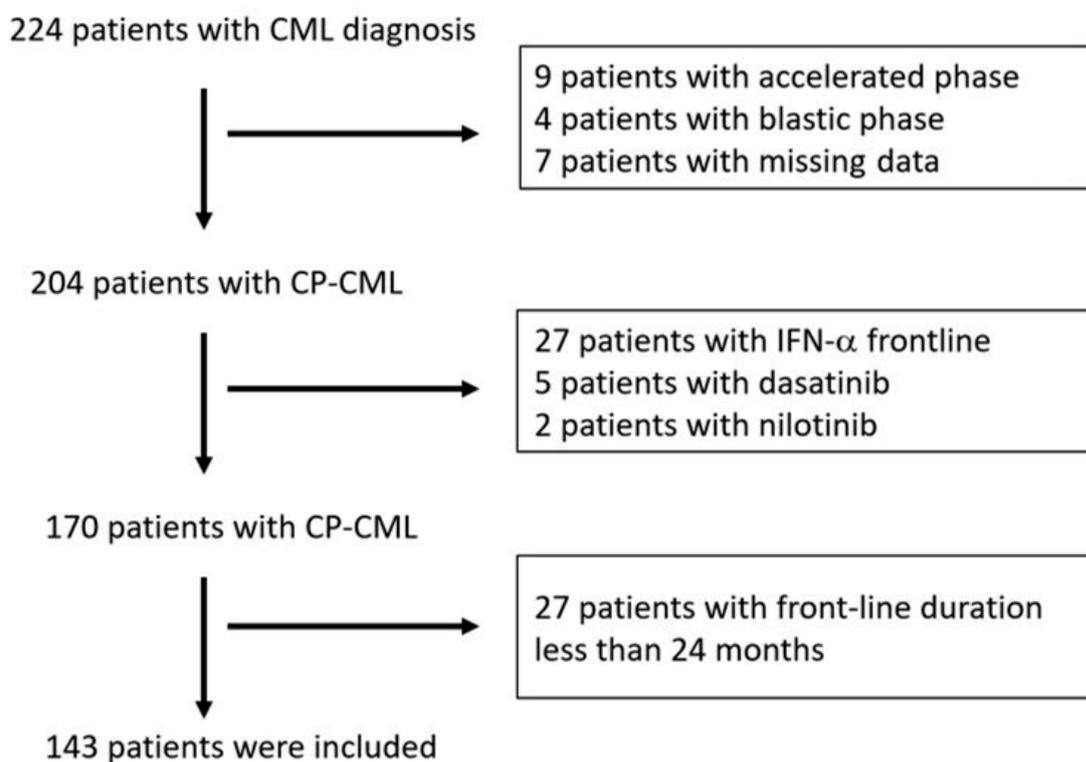 224 patients with CML diagnosis
9 patients with accelerated phase
4 patients with blastic phase
7 patients with missing data
204 patients with CP-CML
27 patients with IFN-α frontline
5 patients with dasatinib
2 patients with nilotinib
170 patients with CP-CML
27 patients with front-line duration
less than 24 months
143 patients were included